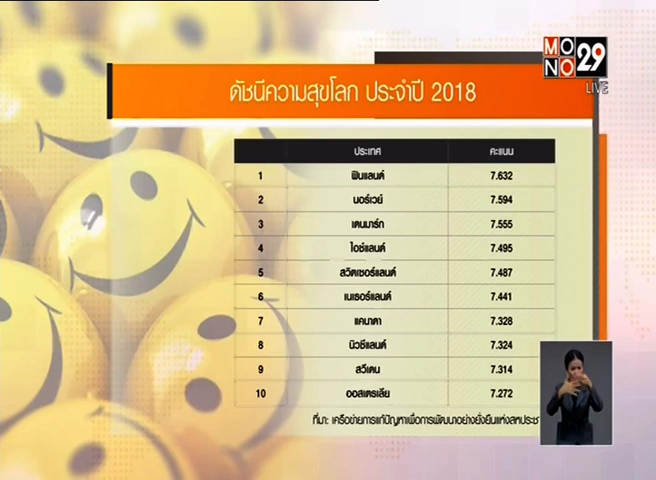 MONO 29
LIVE
ดัชนีความสุขโลก ประจำปี 2018
ประเทศ คะแนน
1 ฟินแลนด์ 7.632
2 นอร์เวย์ 7.594
3 เดนมาร์ก 7.555
4 ไอซ์แลนด์ 7.495
5 สวิตเซอร์แลนด์ 7.487
6 เนเธอร์แลนด์ 7.441
7 แคนาดา 7.328
8 นิวซีแลนด์ 7.324
9 สวีเดน 7.314
10 ออสเตรเลีย 7.272
ที่มา: เครือข่ายการแก้ปัญหาเพื่อการพัฒนาอย่างยั่งยืนแห่งสหประชา